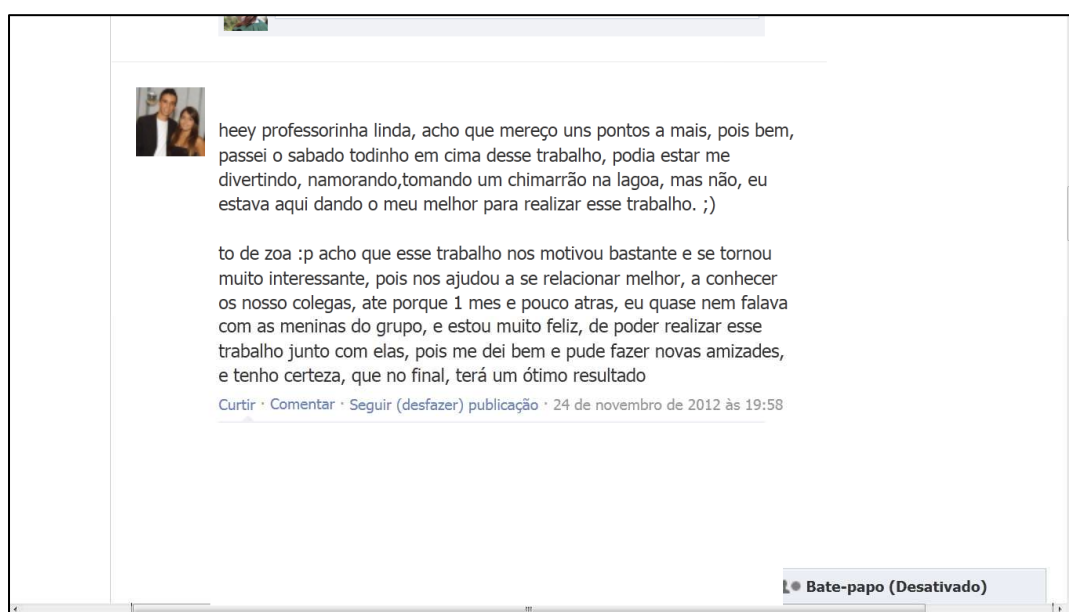 heey professorinha linda, acho que mereço uns pontos a mais, pois bem,
passei o sabado todinho em cima desse trabalho, podia estar me
divertindo, namorando,tomando um chimarrão na lagoa, mas não, eu
estava aqui dando o meu melhor para realizar esse trabalho. ;)
to de zoa :p acho que esse trabalho nos motivou bastante e se tornou
muito interessante, pois nos ajudou a se relacionar melhor, a conhecer
os nosso colegas, ate porque 1 mes e pouco atras, eu quase nem falava
com as meninas do grupo, e estou muito feliz, de poder realizar esse
trabalho junto com elas, pois me dei bem e pude fazer novas amizades,
e tenho certeza, que no final, terá um ótimo resultado
Curtir · Comentar · Seguir (desfazer) publicação · 24 de novembro de 2012 às 19:58
Bate-papo (Desativado)